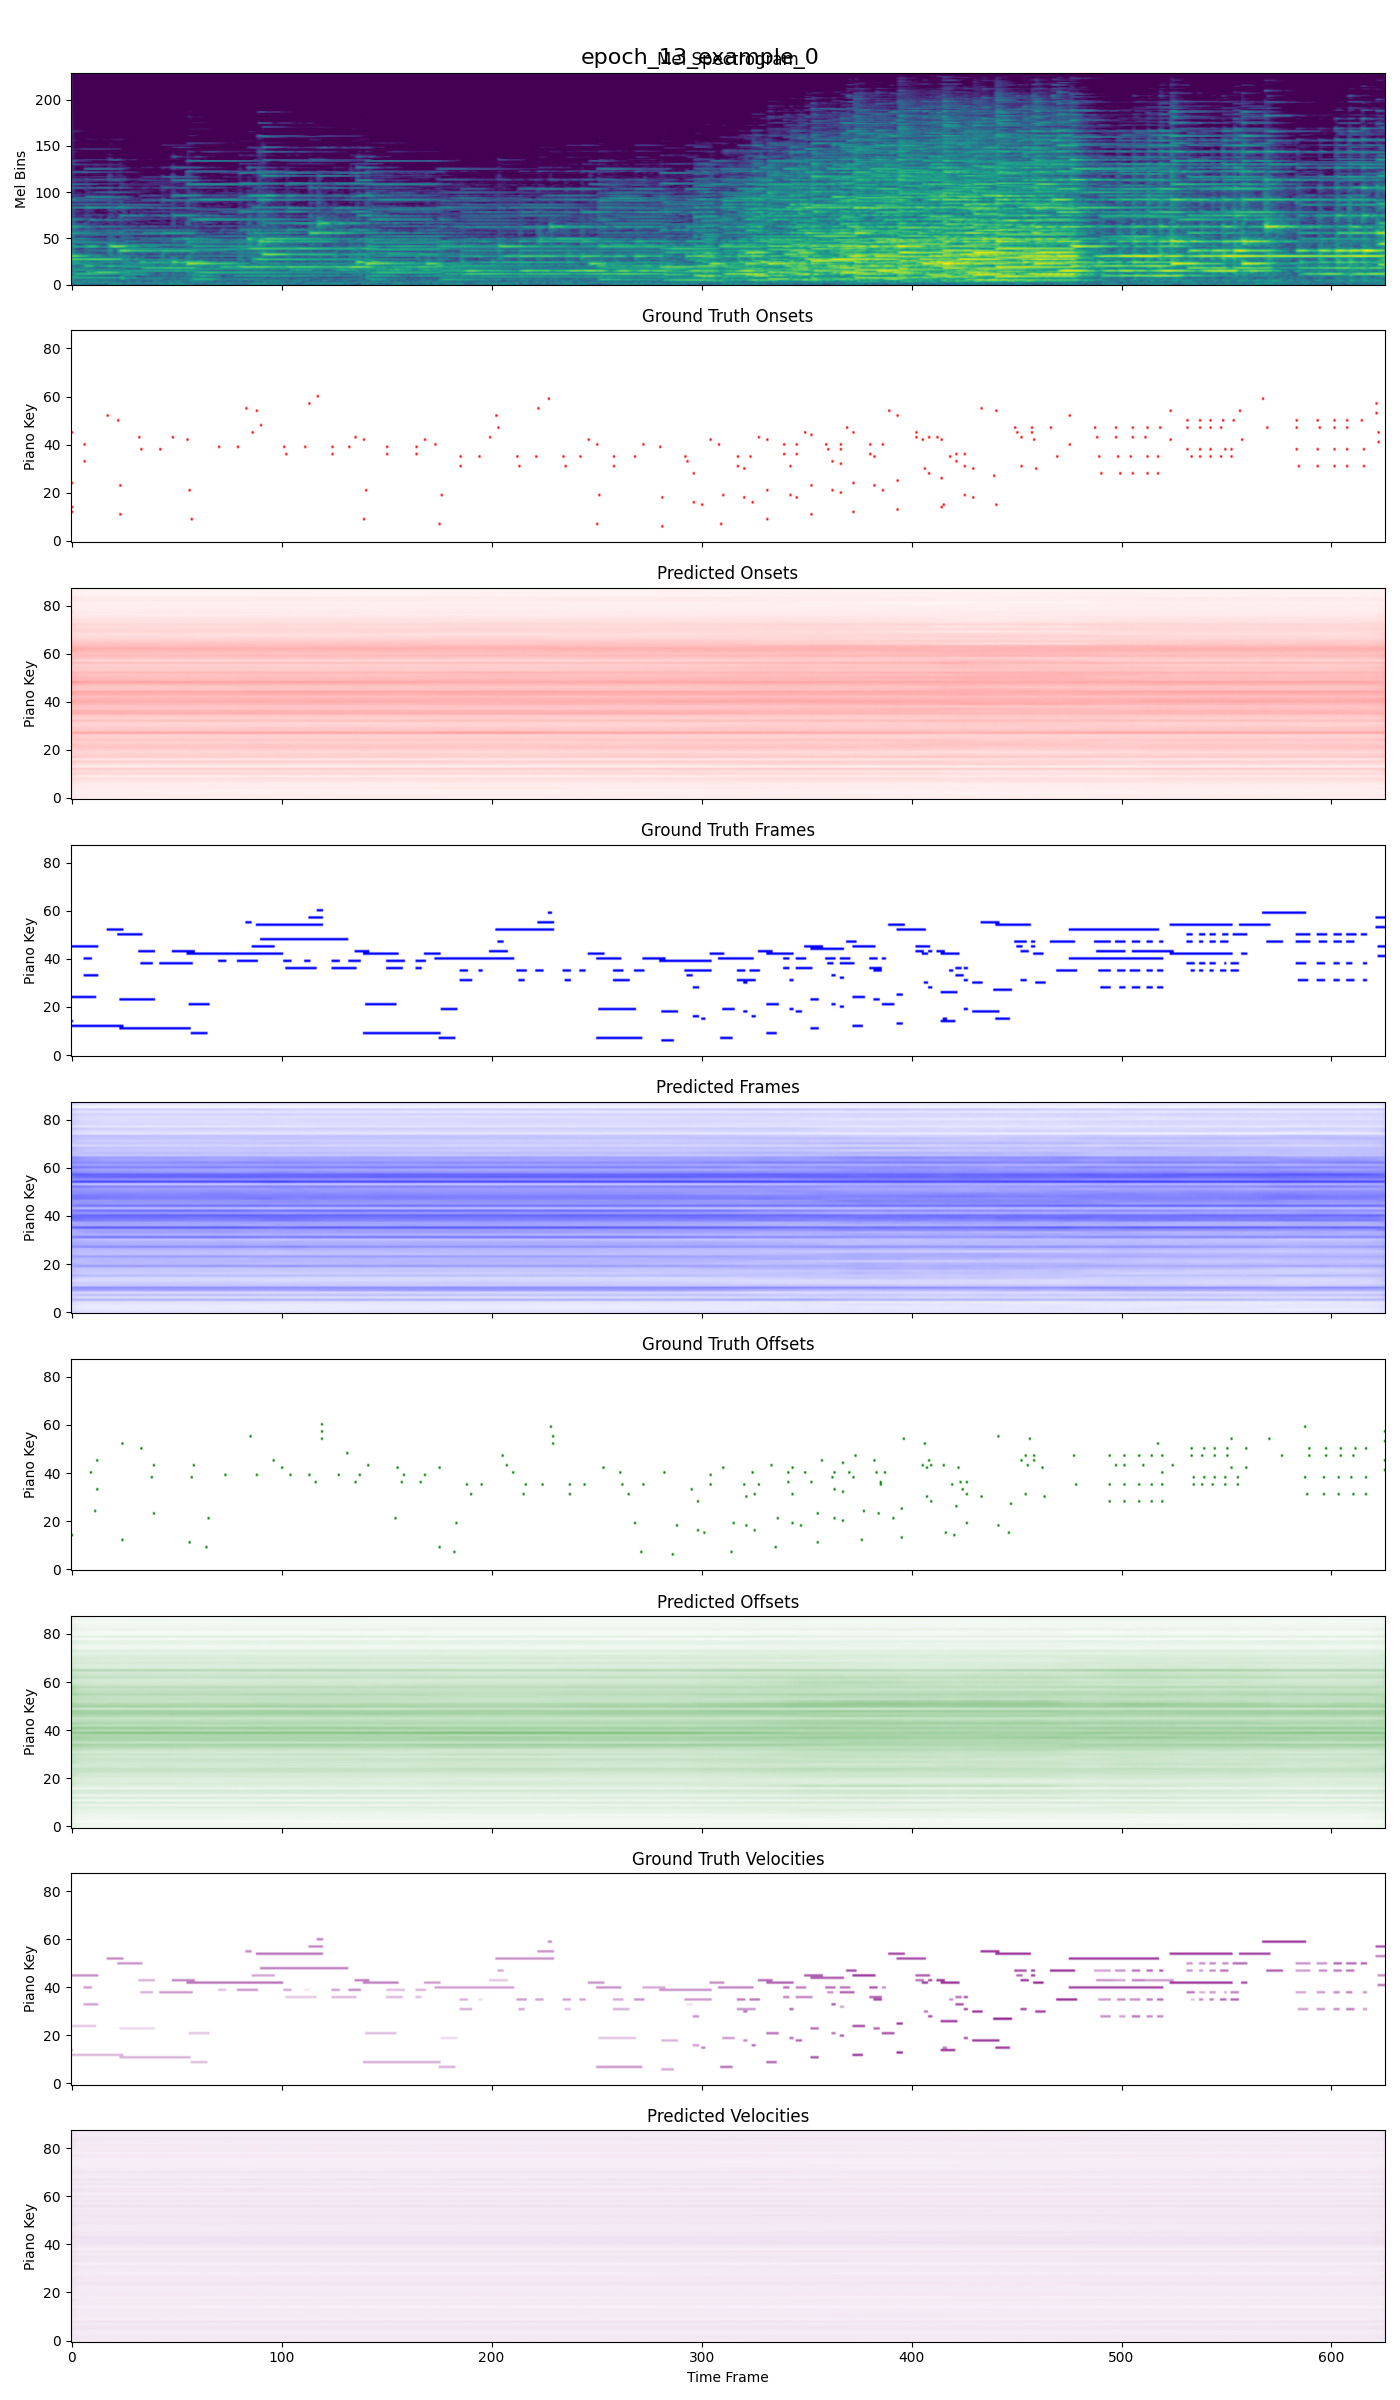 epoch_13_example_0
Mel Spectrogram
200
150
100
50
0
Mel Bins
Ground Truth Onsets
80
60
40
20
0
Piano Key
Predicted Onsets
80
60
40
20
0
Piano Key
Ground Truth Frames
80
60
40
20
0
Piano Key
Predicted Frames
80
60
40
20
0
Piano Key
Ground Truth Offsets
80
60
40
20
0
Piano Key
Predicted Offsets
80
60
40
20
0
Piano Key
Ground Truth Velocities
80
60
40
20
0
Piano Key
Predicted Velocities
80
60
40
20
0
Piano Key
0 100 200 300 400 500 600
Time Frame